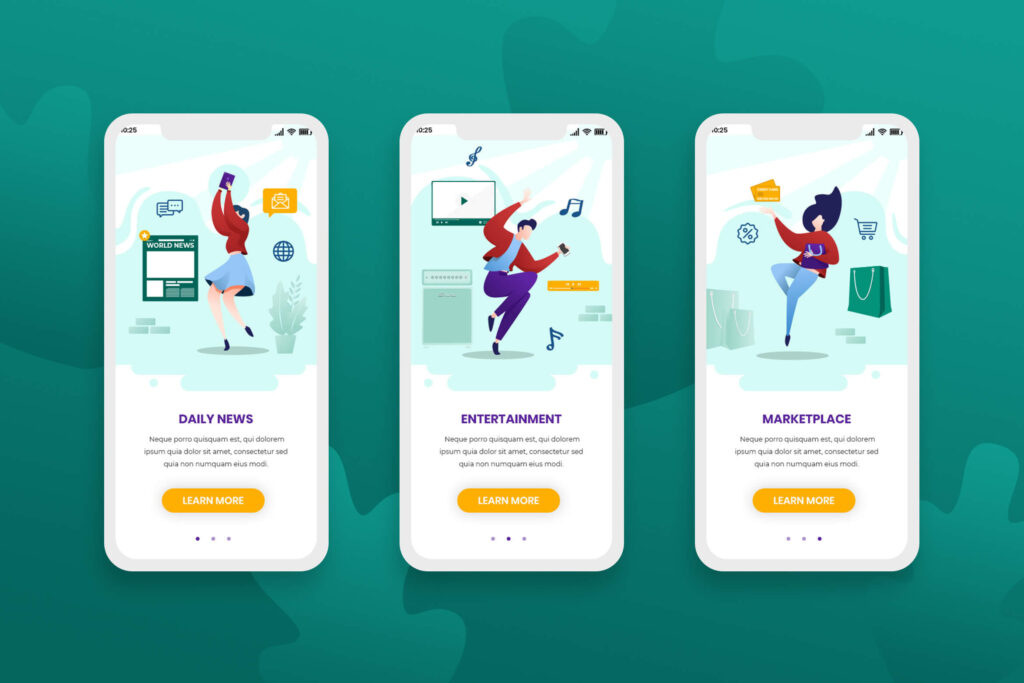 10:25
WORLD NEWS
DAILY NEWS
Neque porro quisquam est, qui dolorem
ipsum quia dolor sit amet, consectetur sed
quia non numquam eius modi.
LEARN MORE
10:25
ENTERTAINMENT
Neque porro quisquam est, qui dolorem
ipsum quia dolor sit amet, consectetur sed
quia non numquam eius modi.
LEARN MORE
10:25
CREDIT CARD
MARKETPLACE
Neque porro quisquam est, qui dolorem
ipsum quia dolor sit amet, consectetur sed
quia non numquam eius modi.
LEARN MORE